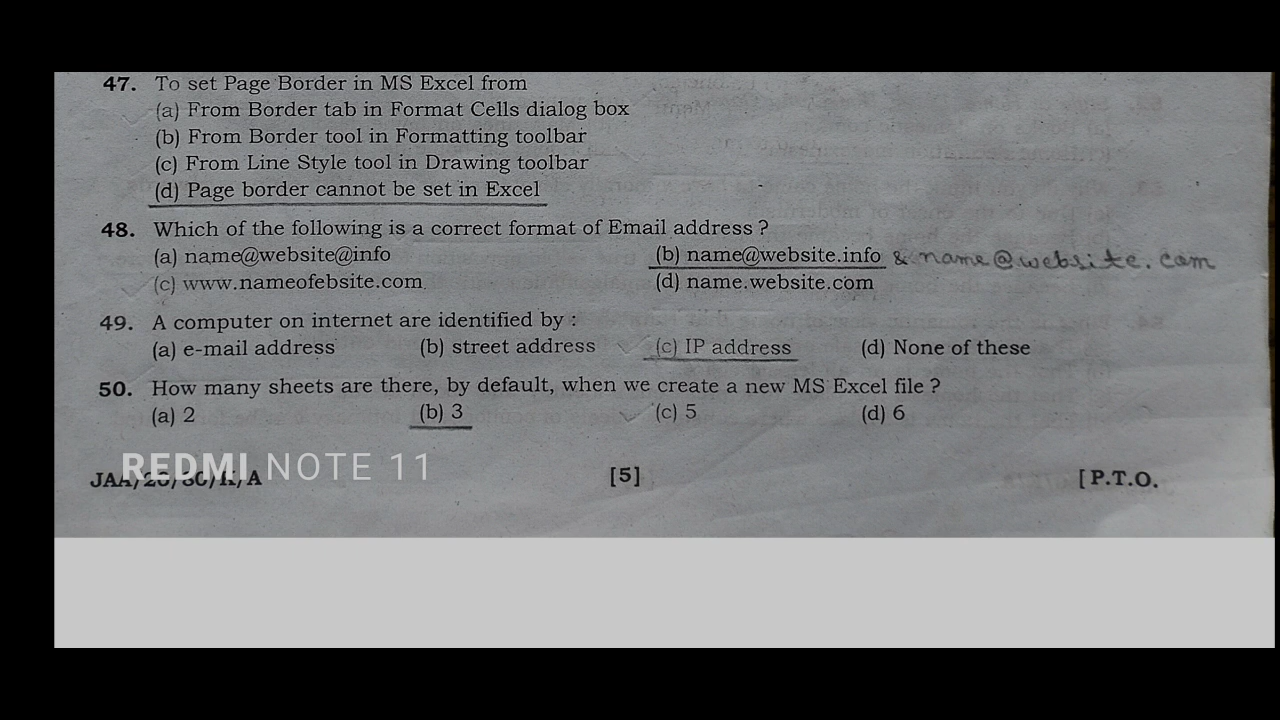 47. To set Page Border in MS Excel from
(a) From Border tab in Format Cells dialog box
(b) From Border tool in Formatting toolbar
(c) From Line Style tool in Drawing toolbar
(d) Page border cannot be set in Excel
48. Which of the following is a correct format of Email address ?
(a) name@website@info (b) name@website.info & name@website.com
(c) www.nameofebsite.com (d) name.website.com
49. A computer on internet are identified by :
(a) e-mail address (b) street address (c) IP address (d) None of these
50. How many sheets are there, by default, when we create a new MS Excel file ?
(a) 2 (b) 3 (c) 5 (d) 6
REDMI NOTE 11
[5] [P.T.O.